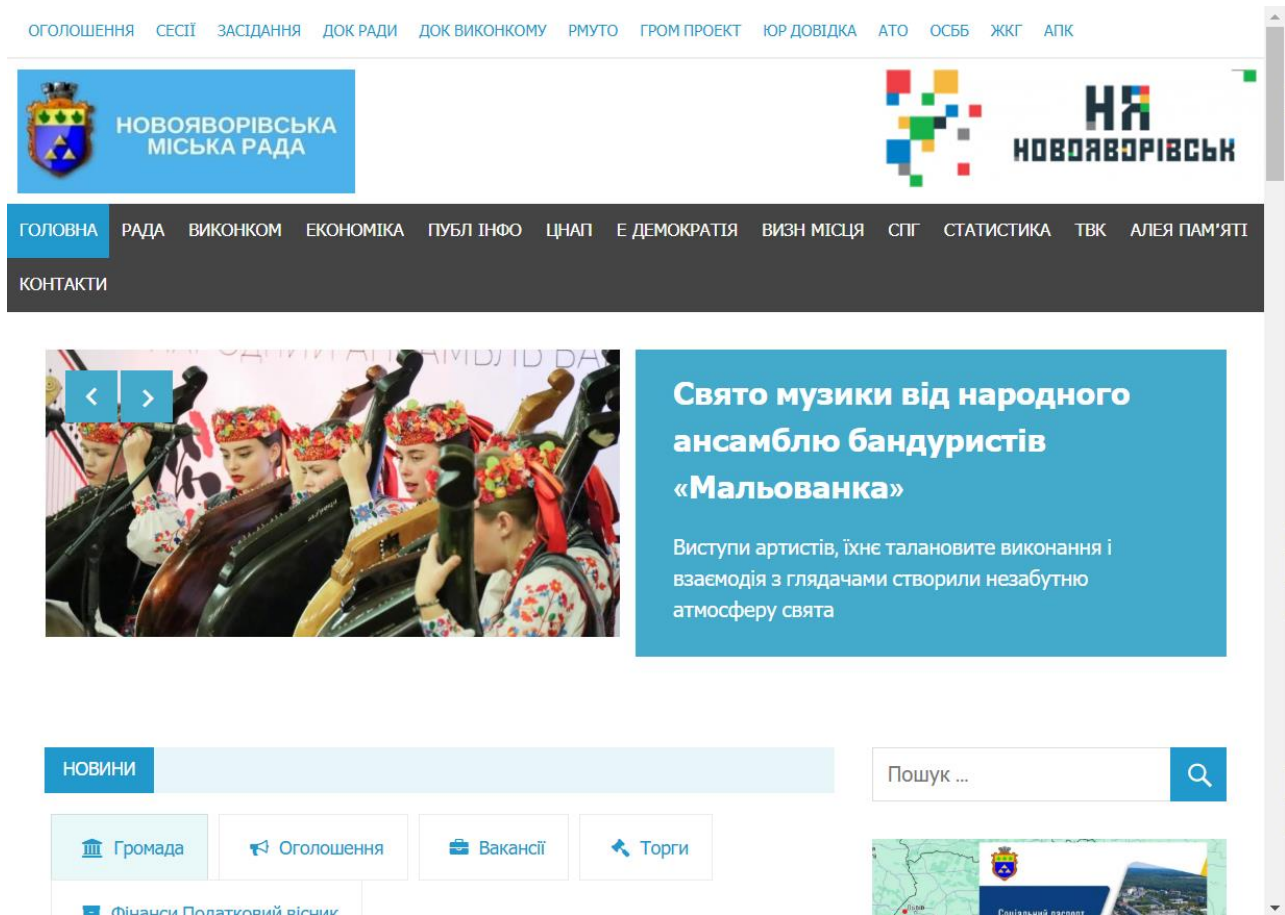 ОГОЛОШЕННЯ СЕСІЇ ЗАСІДАННЯ ДОК РАДИ ДОК ВИКОНКОМУ РМУТО ГРОМ ПРОЕКТ ЮР ДОВІДКА АТО ОСББ ЖКГ АПК
НОВОЯВОРІВСЬКА
МІСЬКА РАДА
НЯ
НОВОЯВОРІВСЬК
ГОЛОВНА РАДА ВИКОНКОМ ЕКОНОМІКА ПУБЛ ІНФО ЦНАП Е ДЕМОКРАТІЯ ВИЗН МІСЦЯ СПГ СТАТИСТИКА ТВК АЛЕЯ ПАМ'ЯТІ
КОНТАКТИ
Свято музики від народного
ансамблю бандуристів
«Мальованка»
Виступи артистів, їхнє талановите виконання і
взаємодія з глядачами створили незабутню
атмосферу свята
НОВИНИ
Пошук ...
Громада Оголошення Вакансії Торги
Фінанси Податковий вісник
Соціальний паспорт